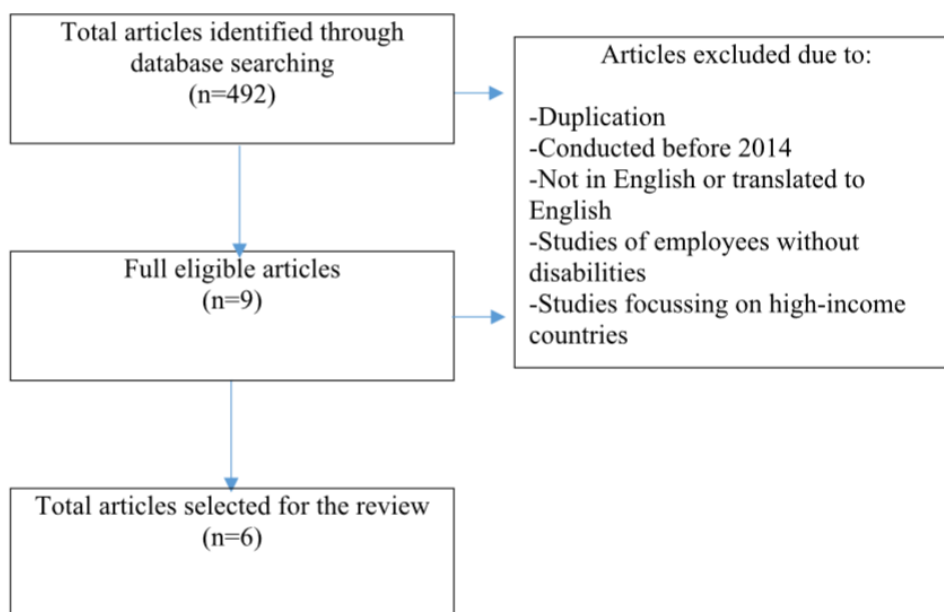 Total articles identified through
database searching
(n=492)
Articles excluded due to:
-Duplication
-Conducted before 2014
-Not in English or translated to
English
-Studies of employees without
disabilities
-Studies focussing on high-income
countries
Full eligible articles
(n=9)
Total articles selected for the review
(n=6)